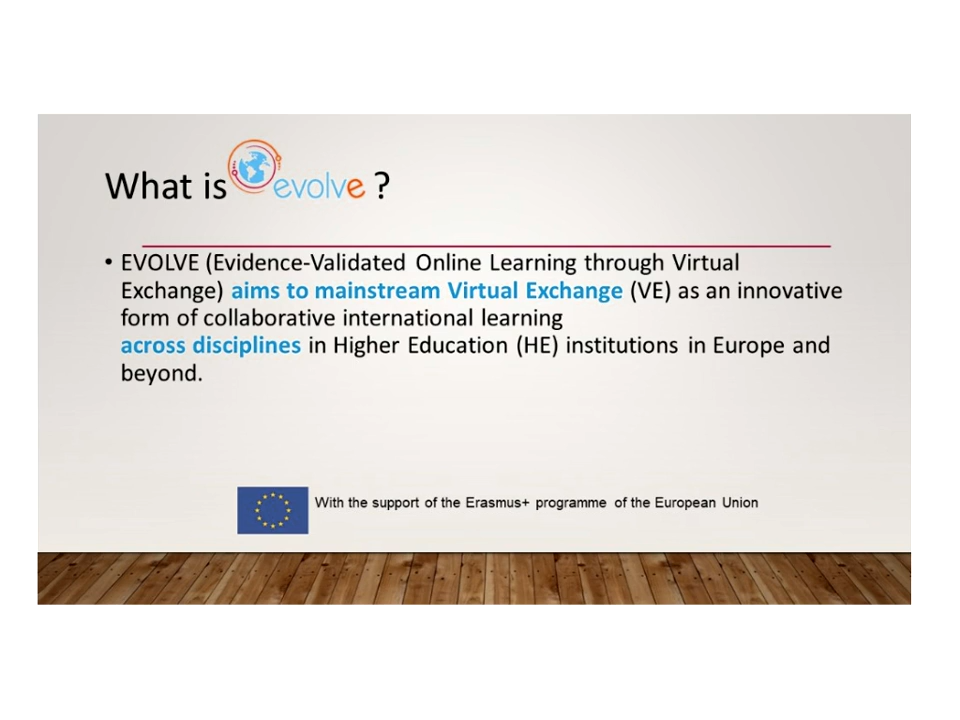 What is evolve ?
• EVOLVE (Evidence-Validated Online Learning through Virtual
Exchange) aims to mainstream Virtual Exchange (VE) as an innovative
form of collaborative international learning
across disciplines in Higher Education (HE) institutions in Europe and
beyond.
With the support of the Erasmus+ programme of the European Union